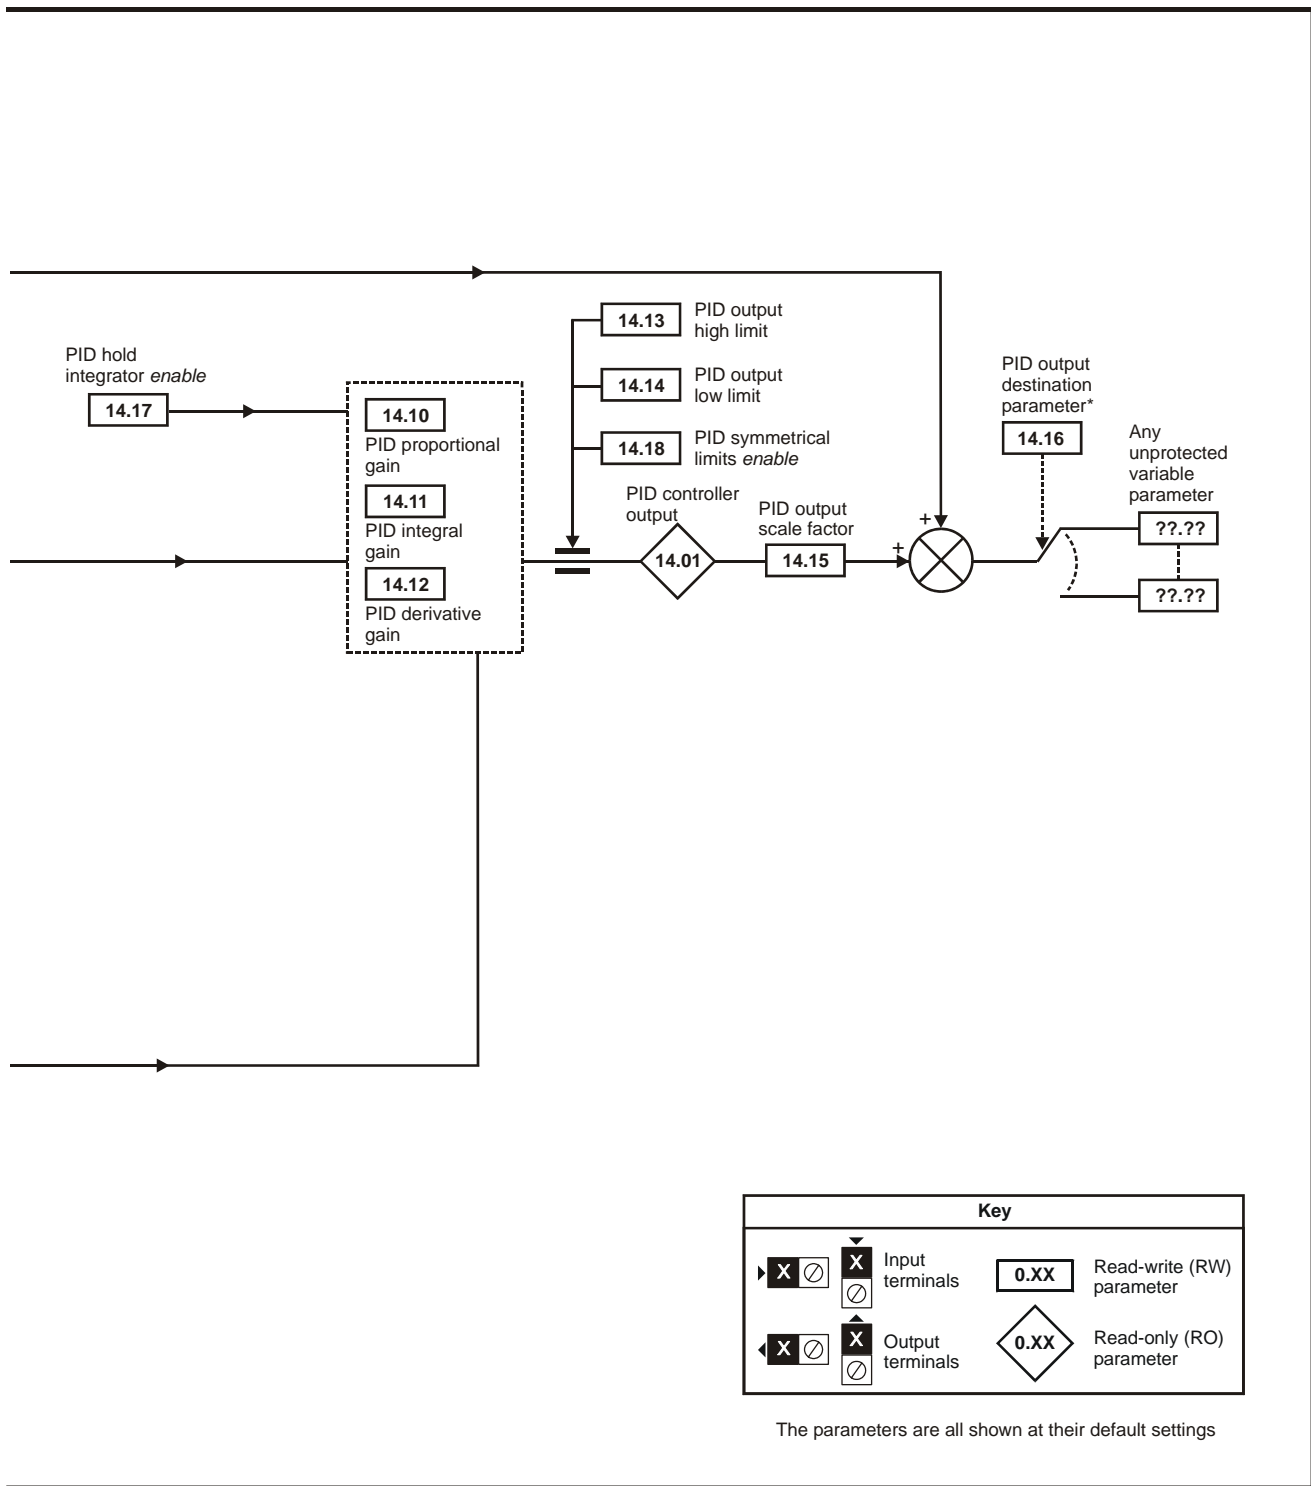 PID hold
integrator enable
14.17
14.10
PID proportional
gain
14.11
PID integral
gain
14.12
PID derivative
gain
14.13
PID output
high limit
14.14
PID output
low limit
14.18
PID symmetrical
limits enable
PID controller
output
14.01
PID output
scale factor
14.15
+
+
PID output
destination
parameter*
14.16
Any
unprotected
variable
parameter
??.??
??.??
Key
X
X
Input
terminals
0.XX
Read-write (RW)
parameter
X
X
Output
terminals
0.XX
Read-only (RO)
parameter
The parameters are all shown at their default settings